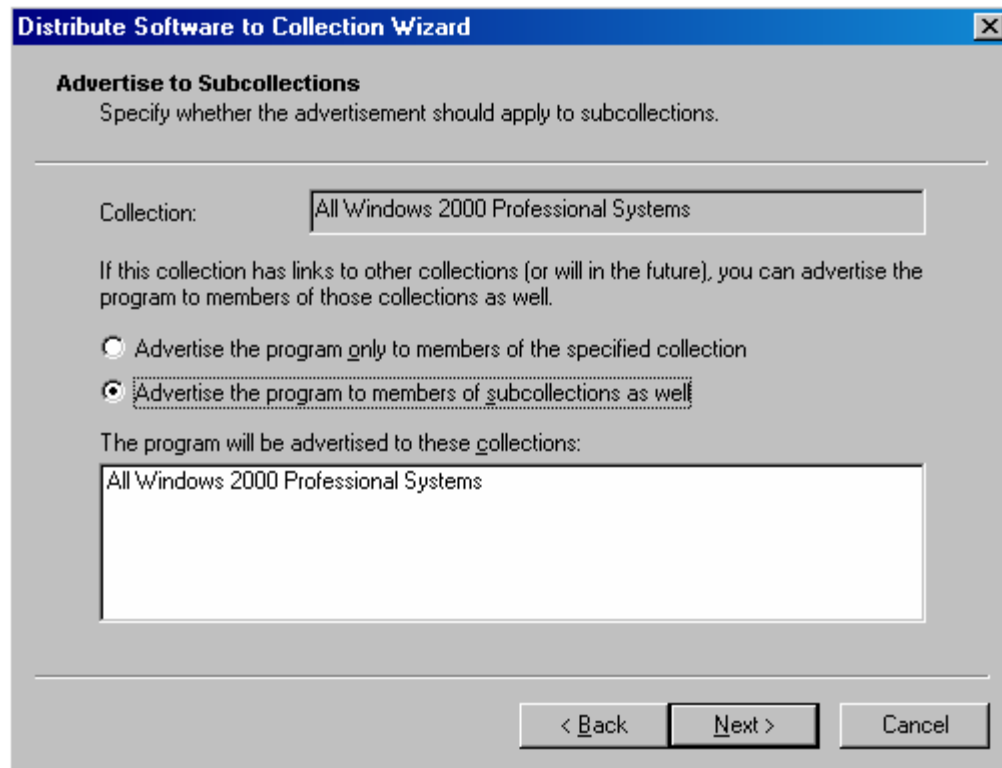 Distribute Software to Collection Wizard
Advertise to Subcollections
Specify whether the advertisement should apply to subcollections.
Collection: All Windows 2000 Professional Systems
If this collection has links to other collections (or will in the future), you can advertise the
program to members of those collections as well.
Advertise the program only to members of the specified collection
Advertise the program to members of subcollections as well
The program will be advertised to these collections:
All Windows 2000 Professional Systems
< Back Next > Cancel